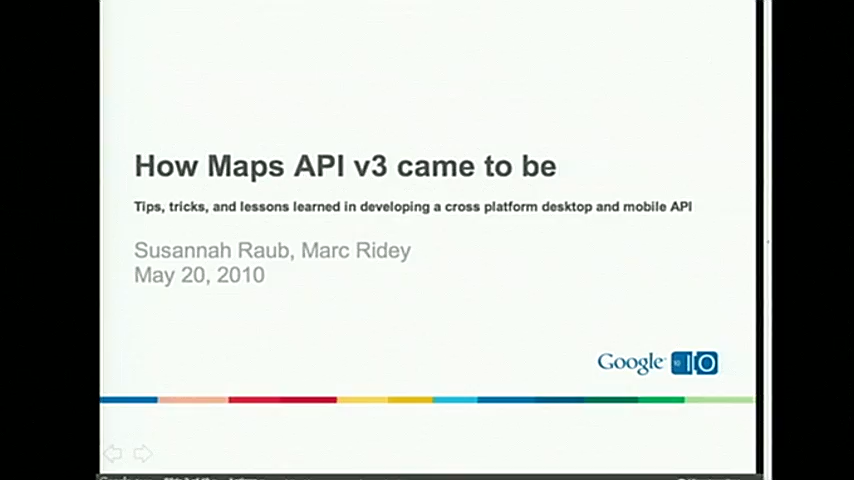 How Maps API v3 came to be
Tips, tricks, and lessons learned in developing a cross platform desktop and mobile API
Susannah Raub, Marc Ridey
May 20, 2010
Google IO